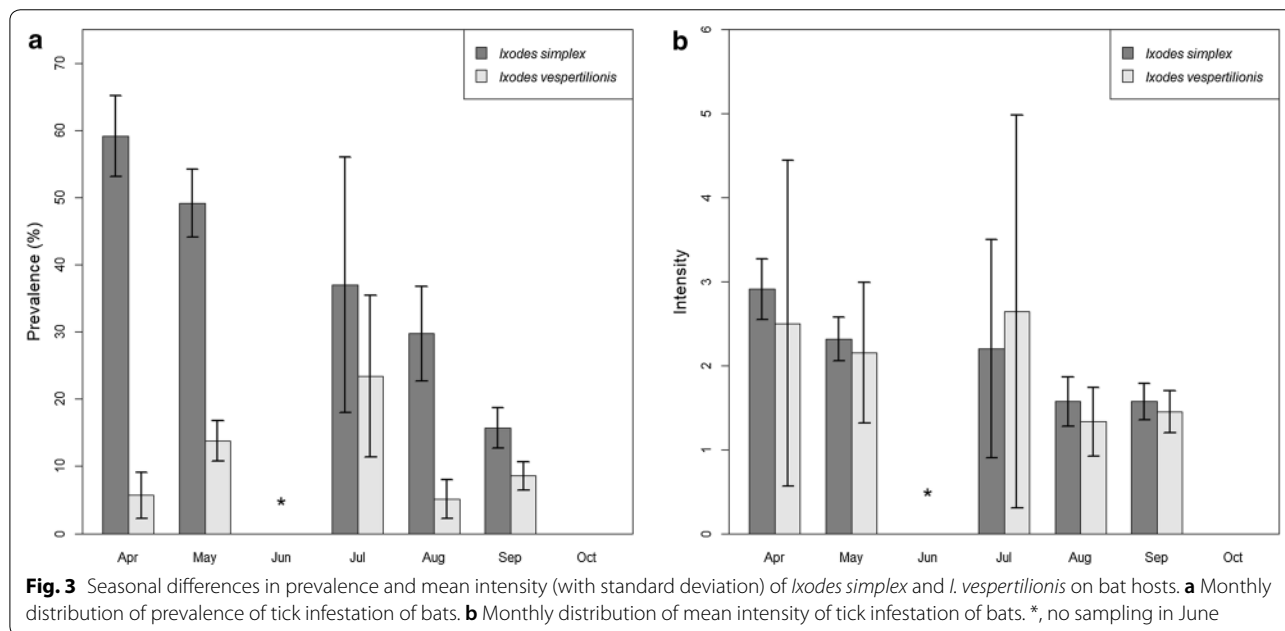 a
Ixodes simplex
Ixodes vespertilionis
Prevalence (%)
70
60
50
40
30
20
10
0
*
Apr May Jun Jul Aug Sep Oct
b
Ixodes simplex
Ixodes vespertilionis
Intensity
6
5
4
3
2
1
0
*
Apr May Jun Jul Aug Sep Oct
Fig. 3 Seasonal differences in prevalence and mean intensity (with standard deviation) of Ixodes simplex and I. vespertilionis on bat hosts. a Monthly
distribution of prevalence of tick infestation of bats. b Monthly distribution of mean intensity of tick infestation of bats. *, no sampling in June